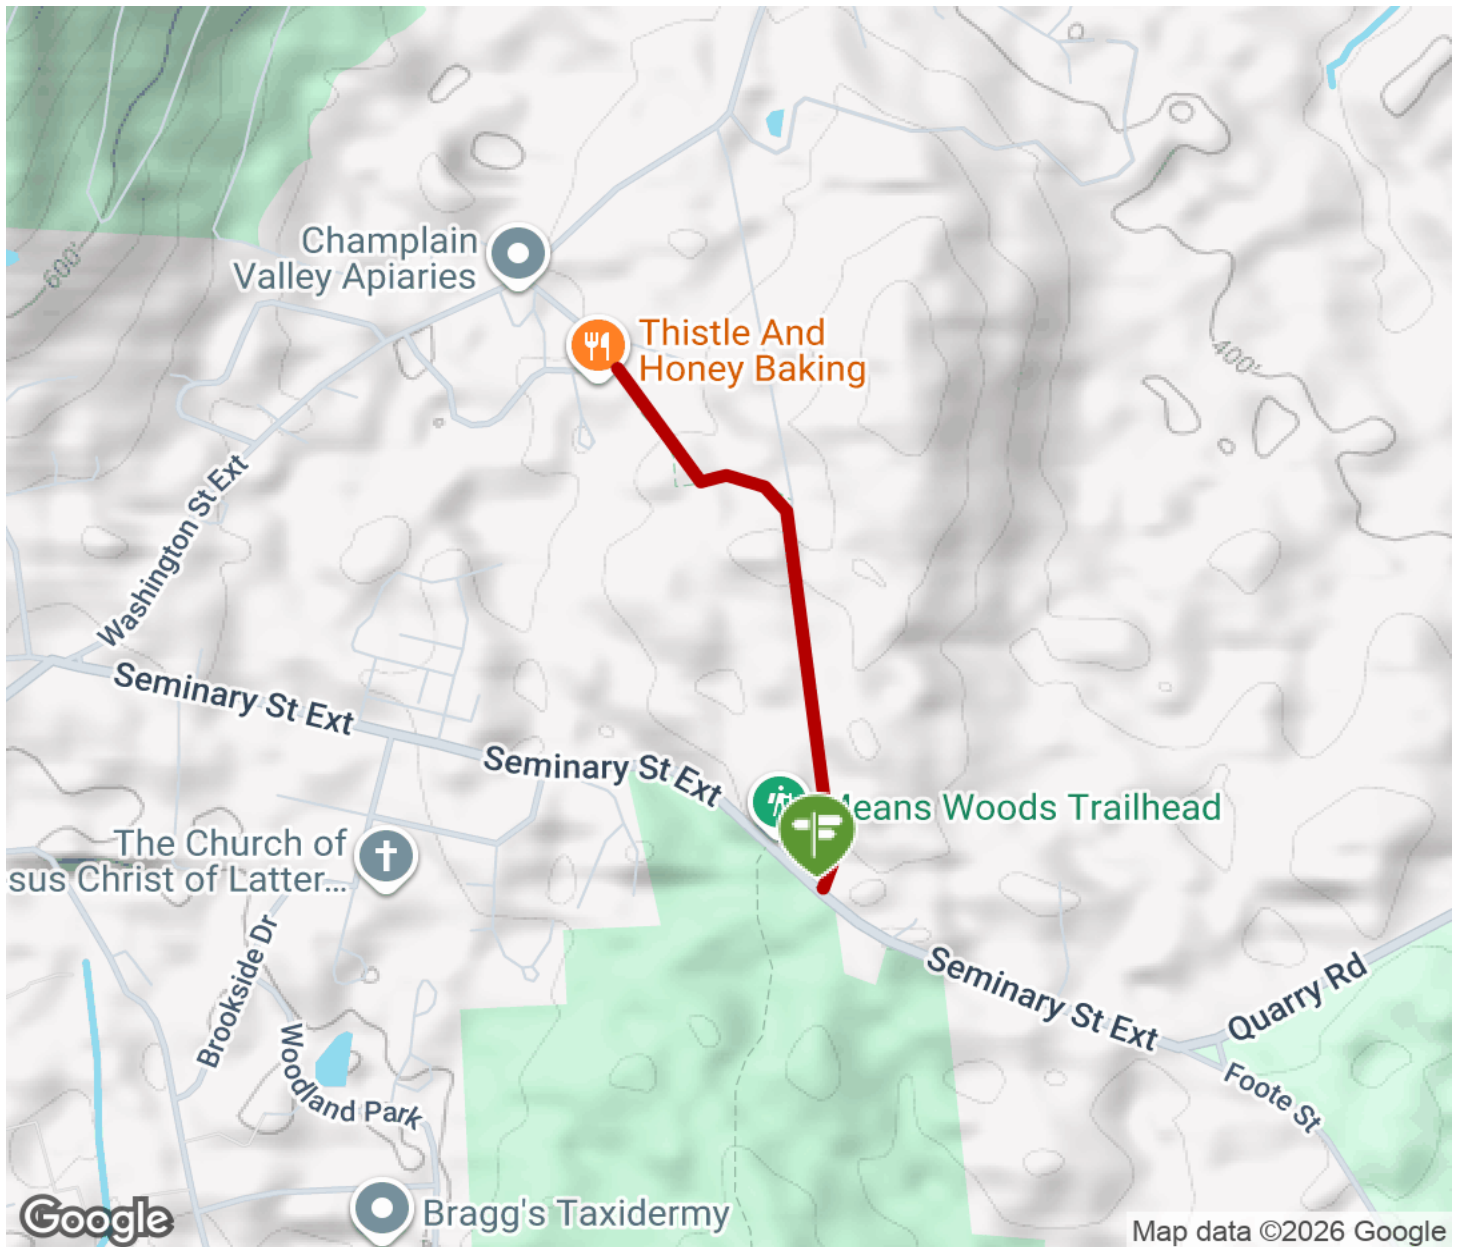 Champlain
Valley Apiaries
Thistle And
Honey Baking
600'
400'
Washington St Ext
Seminary St Ext
Seminary St Ext
Means Woods Trailhead
The Church of
sus Christ of Latter...
Brookside Dr
Woodland Park
Seminary St Ext
Quarry Rd
Foote St
Bragg's Taxidermy
Google
Map data ©2026 Google